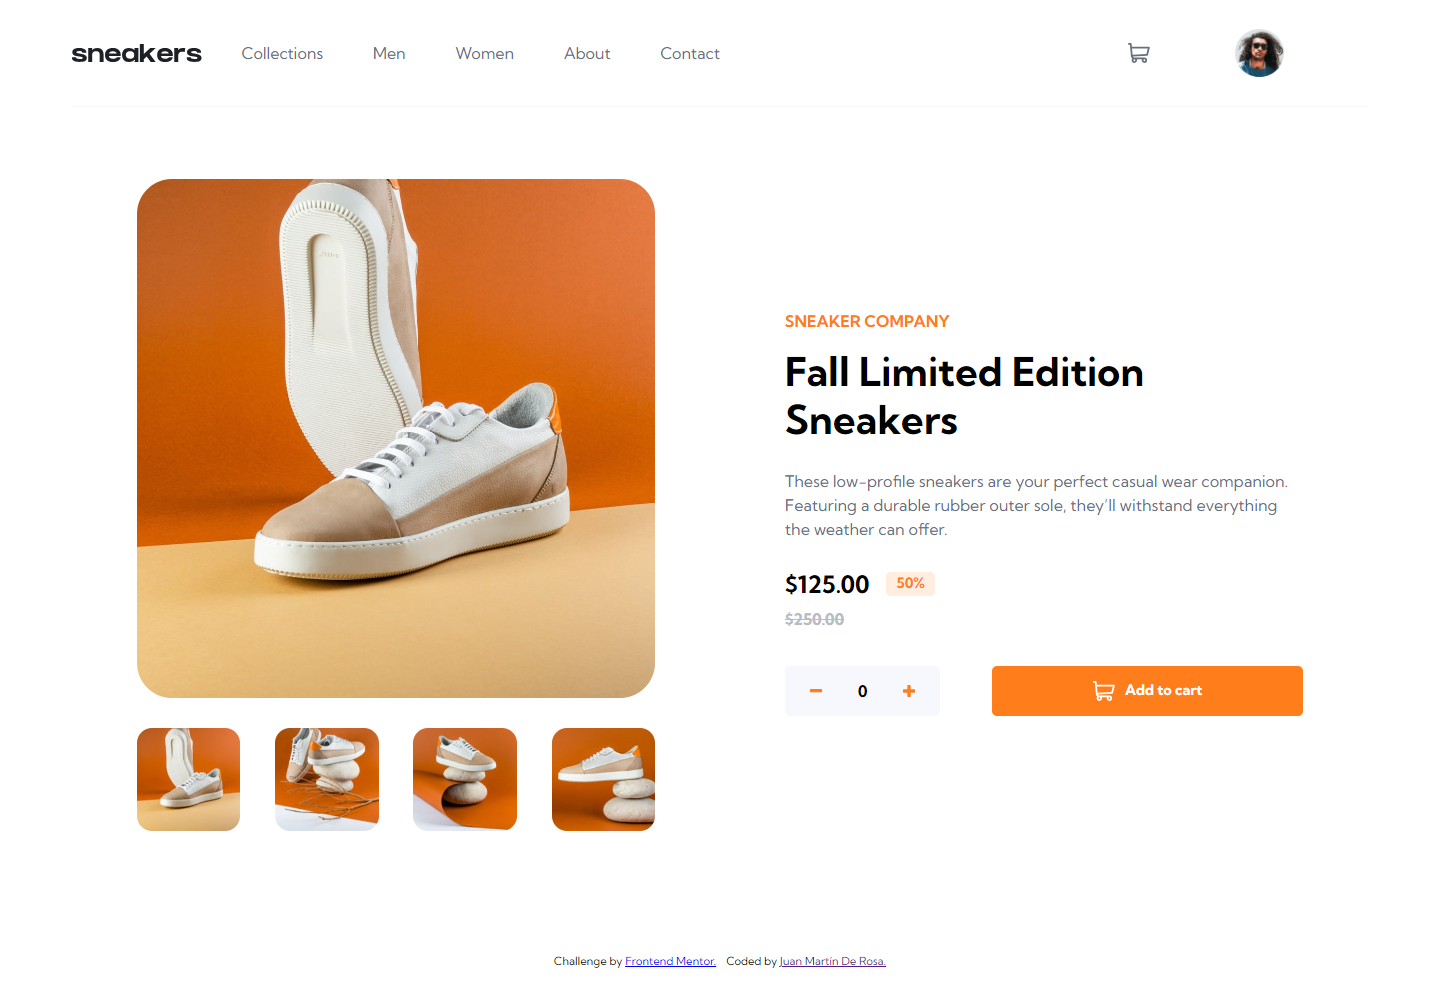 sneakers Collections Men Women About Contact
SNEAKER COMPANY
Fall Limited Edition
Sneakers
These low-profile sneakers are your perfect casual wear companion.
Featuring a durable rubber outer sole, they’ll withstand everything
the weather can offer.
$125.00 50%
$250.00
0 Add to cart
Challenge by Frontend Mentor. Coded by Juan Martín De Rosa.